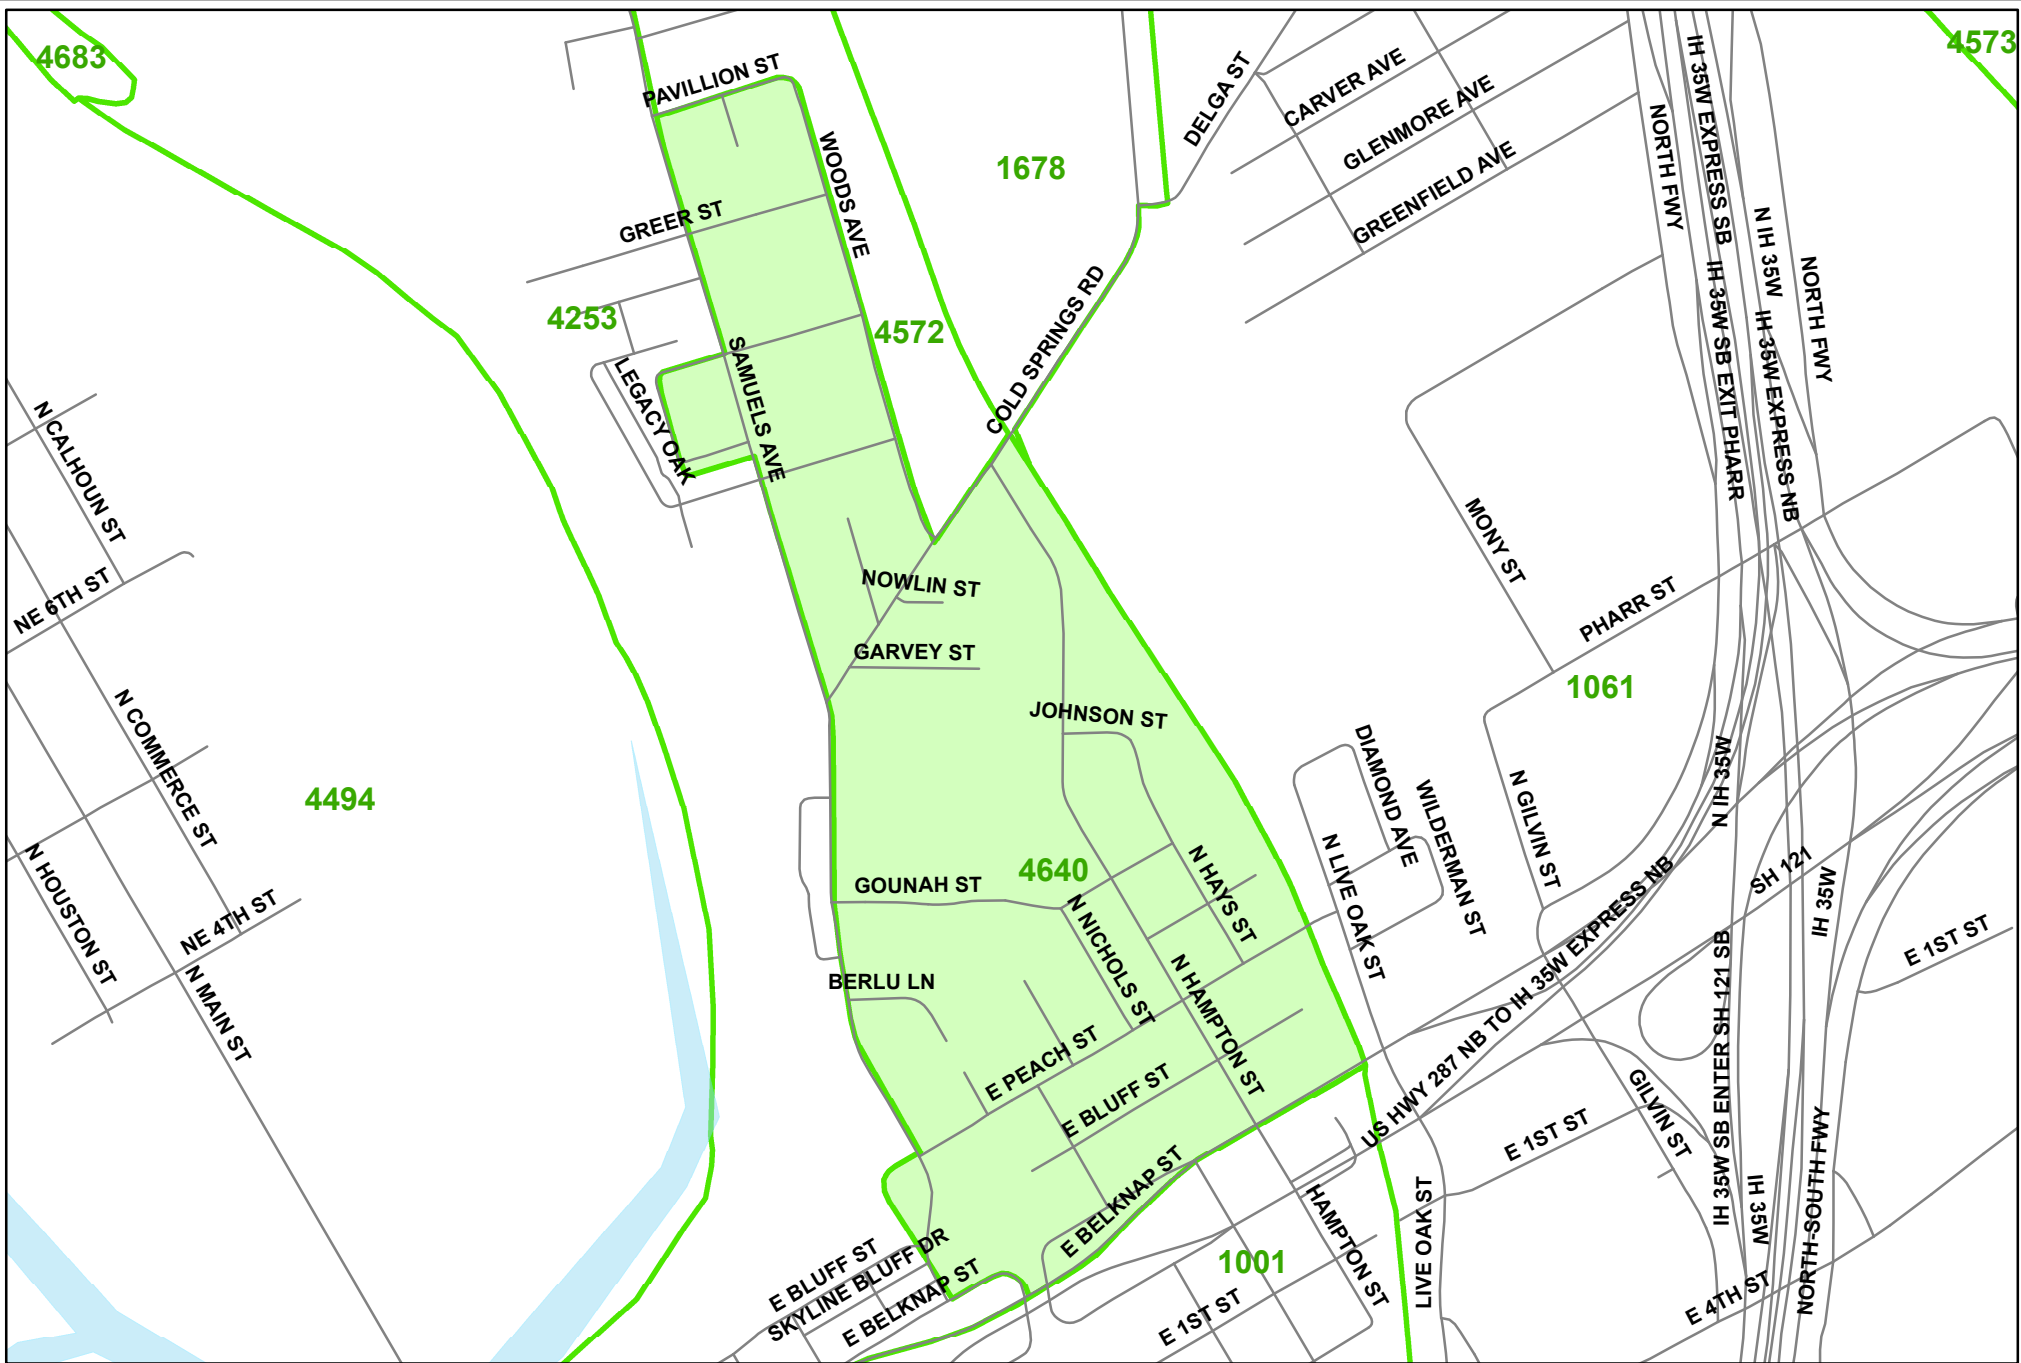 4683
4573
PAVILLION ST
WOODS AVE
1678
DELGA ST
CARVER AVE
GLENMORE AVE
GREENFIELD AVE
NORTH FWY
IH 35W EXPRESS SB
N IH 35W
NORTH FWY
GREER ST
4253
4572
COLD SPRINGS RD
IH 35W SB EXIT PHARR
IH 35W EXPRESS NB
LEGACY OAK
SAMUELS AVE
N CALHOUN ST
MONY ST
NE 6TH ST
NOWLIN ST
PHARR ST
GARVEY ST
1061
JOHNSON ST
N COMMERCE ST
DIAMOND AVE
WILDERMAN ST
N GILVIN ST
N IH 35W
4494
N HOUSTON ST
4640
N HAYS ST
N LIVE OAK ST
SH 121
IH 35W
GOUNAH ST
N NICHOLS ST
NE 4TH ST
E 1ST ST
US HWY 287 NB TO IH 35W EXPRESS NB
IH 35W SB ENTER SH 121 SB
N MAIN ST
BERLU LN
N HAMPTON ST
E PEACH ST
E BLUFF ST
GILVIN ST
E 1ST ST
NORTH-SOUTH FWY
E BELKNAP ST
HAMPTON ST
LIVE OAK ST
IH 35W
E BLUFF ST
SKYLINE BLUFF DR
E BELKNAP ST
1001
E 1ST ST
E 4TH ST